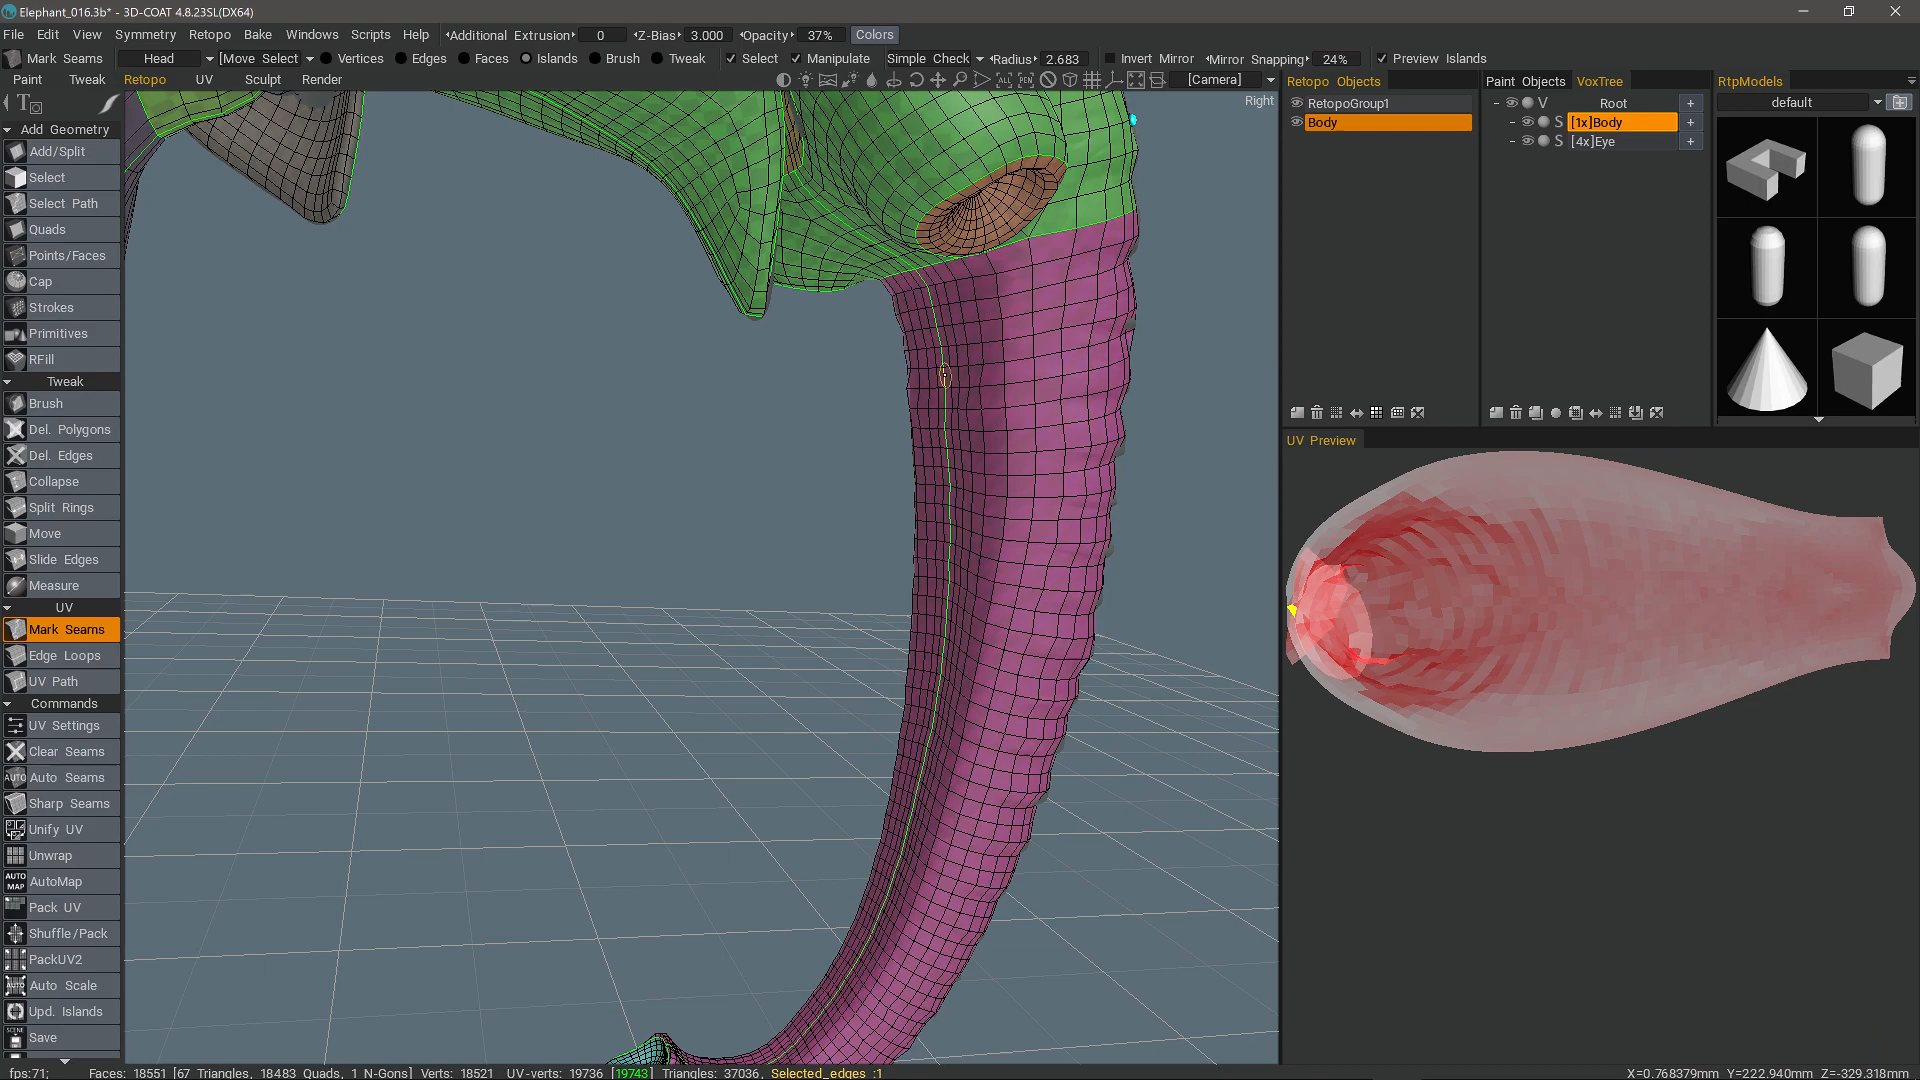 Elephant_016.3b* - 3D-COAT 4.8.23SL(DX64)
File Edit View Symmetry Retopo Bake Windows Scripts Help Additional Extrusion 0 Z-Bias 3.000 Opacity 37% Colors
Mark Seams Head [Move Select] Vertices Edges Faces Islands Brush Tweak Select Manipulate Simple Check Radius 2.683 Invert Mirror Mirror Snapping 24% Preview Islands
Paint Tweak Retopo UV Sculpt Render [Camera]
Right
Add Geometry
Add/Split
Select
Select Path
Quads
Points/Faces
Cap
Strokes
Primitives
RFill
Tweak
Brush
Del. Polygons
Del. Edges
Collapse
Split Rings
Move
Slide Edges
Measure
UV
Mark Seams
Edge Loops
UV Path
Commands
UV Settings
Clear Seams
AUTO Auto Seams
Sharp Seams
Unify UV
Unwrap
AUTO MAP AutoMap
Pack UV
Shuffle/Pack
PackUV2
AUTO Auto Scale
Upd. Islands
SCENE Save
Retopo Objects
RetopoGroup1
Body
Paint Objects VoxTree
V Root +
S [1x]Body +
S [4x]Eye +
RtpModels
default
UV Preview
fps:71; Faces: 18551 [67 Triangles, 18483 Quads, 1 N-Gons] Verts: 18521 UV-verts: 19736 [19743] Triangles: 37036, Selected_edges :1 X=0.768379mm Y=222.940mm Z=-329.318mm